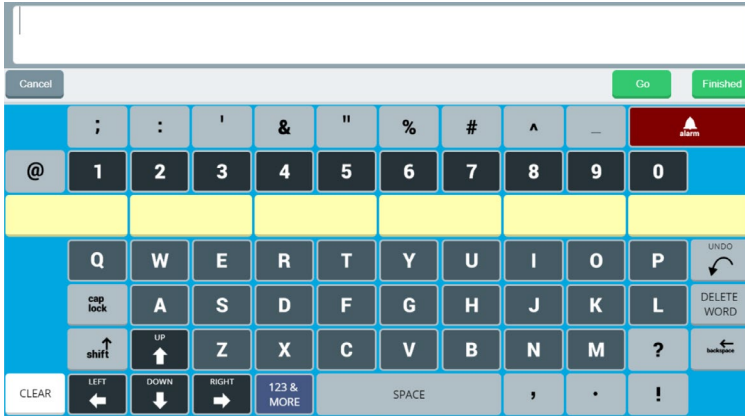 Cancel Go Finished
; : ' & " % # ^ _ alarm
@ 1 2 3 4 5 6 7 8 9 0
Q W E R T Y U I O P UNDO
cap lock A S D F G H J K L DELETE WORD
shift UP Z X C V B N M ? backspace
CLEAR LEFT DOWN RIGHT 123 & MORE SPACE , . !